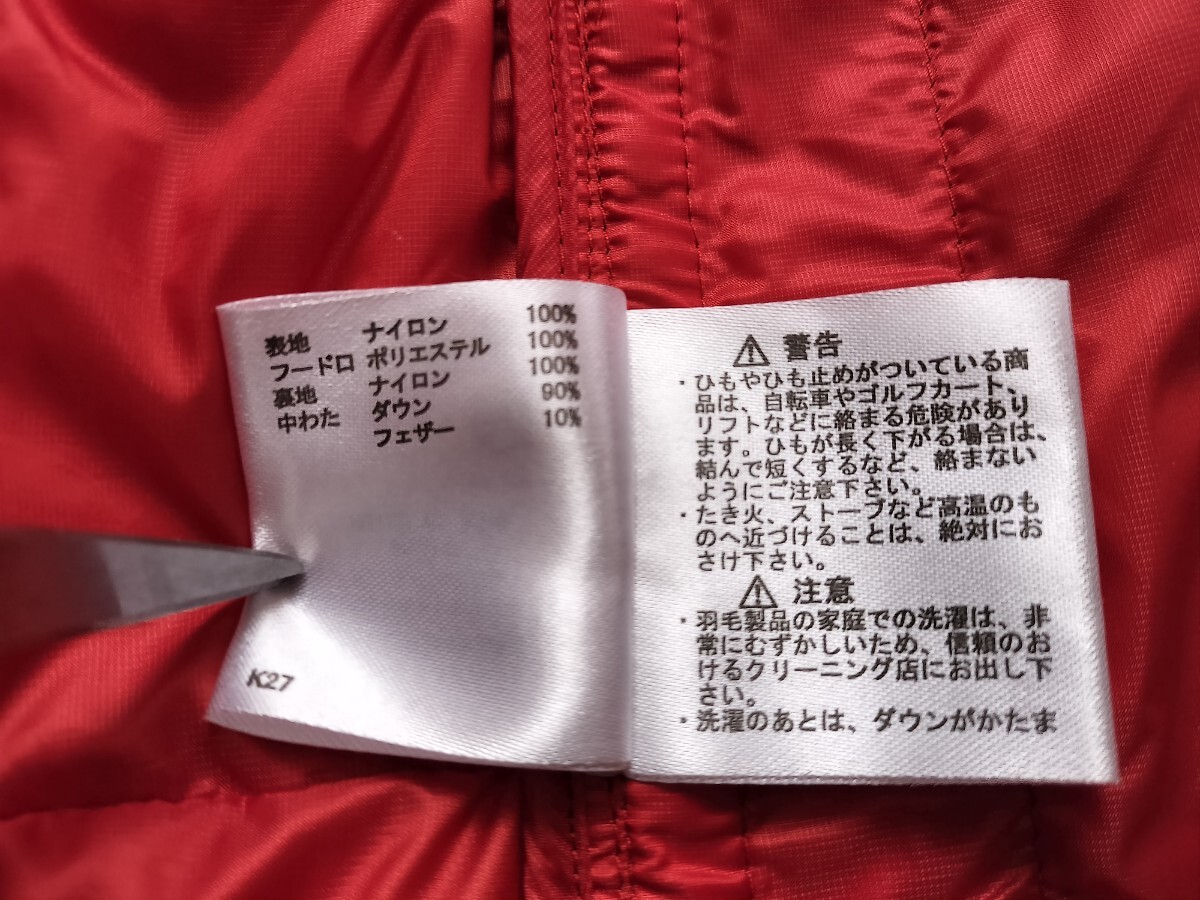 表地 ナイロン 100%
フードロ ポリエステル 100%
裏地 ナイロン 100%
中わた ダウン 90%
フェザー 10%
K27
⚠ 警告
・ひもやひも止めがついている商
品は、自転車やゴルフカート、
リフトなどに絡まる危険があり
ます。ひもが長く下がる場合は、
結んで短くするなど、絡まない
ようにご注意下さい。
・たき火、ストーブなど高温のも
のへ近づけることは、絶対にお
さけ下さい。
⚠ 注意
・羽毛製品の家庭での洗濯は、非
常にむずかしいため、信頼のお
けるクリーニング店にお出し下
さい。
・洗濯のあとは、ダウンがかたま